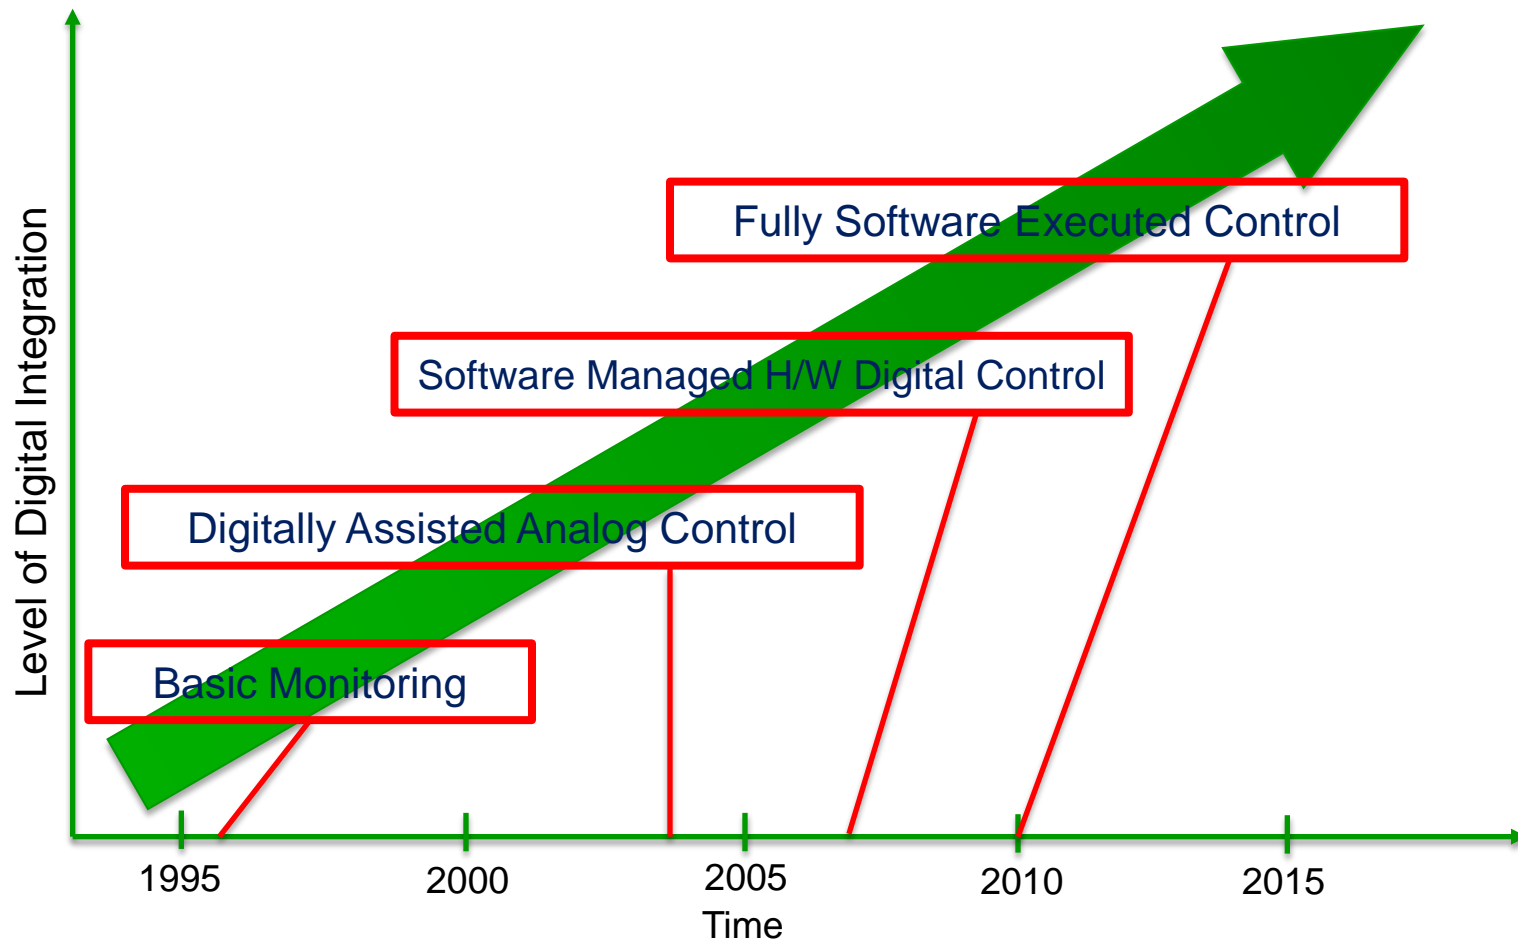 Level of Digital Integration
Fully Software Executed Control
Software Managed H/W Digital Control
Digitally Assisted Analog Control
Basic Monitoring
1995
2000
2005
2010
2015
Time